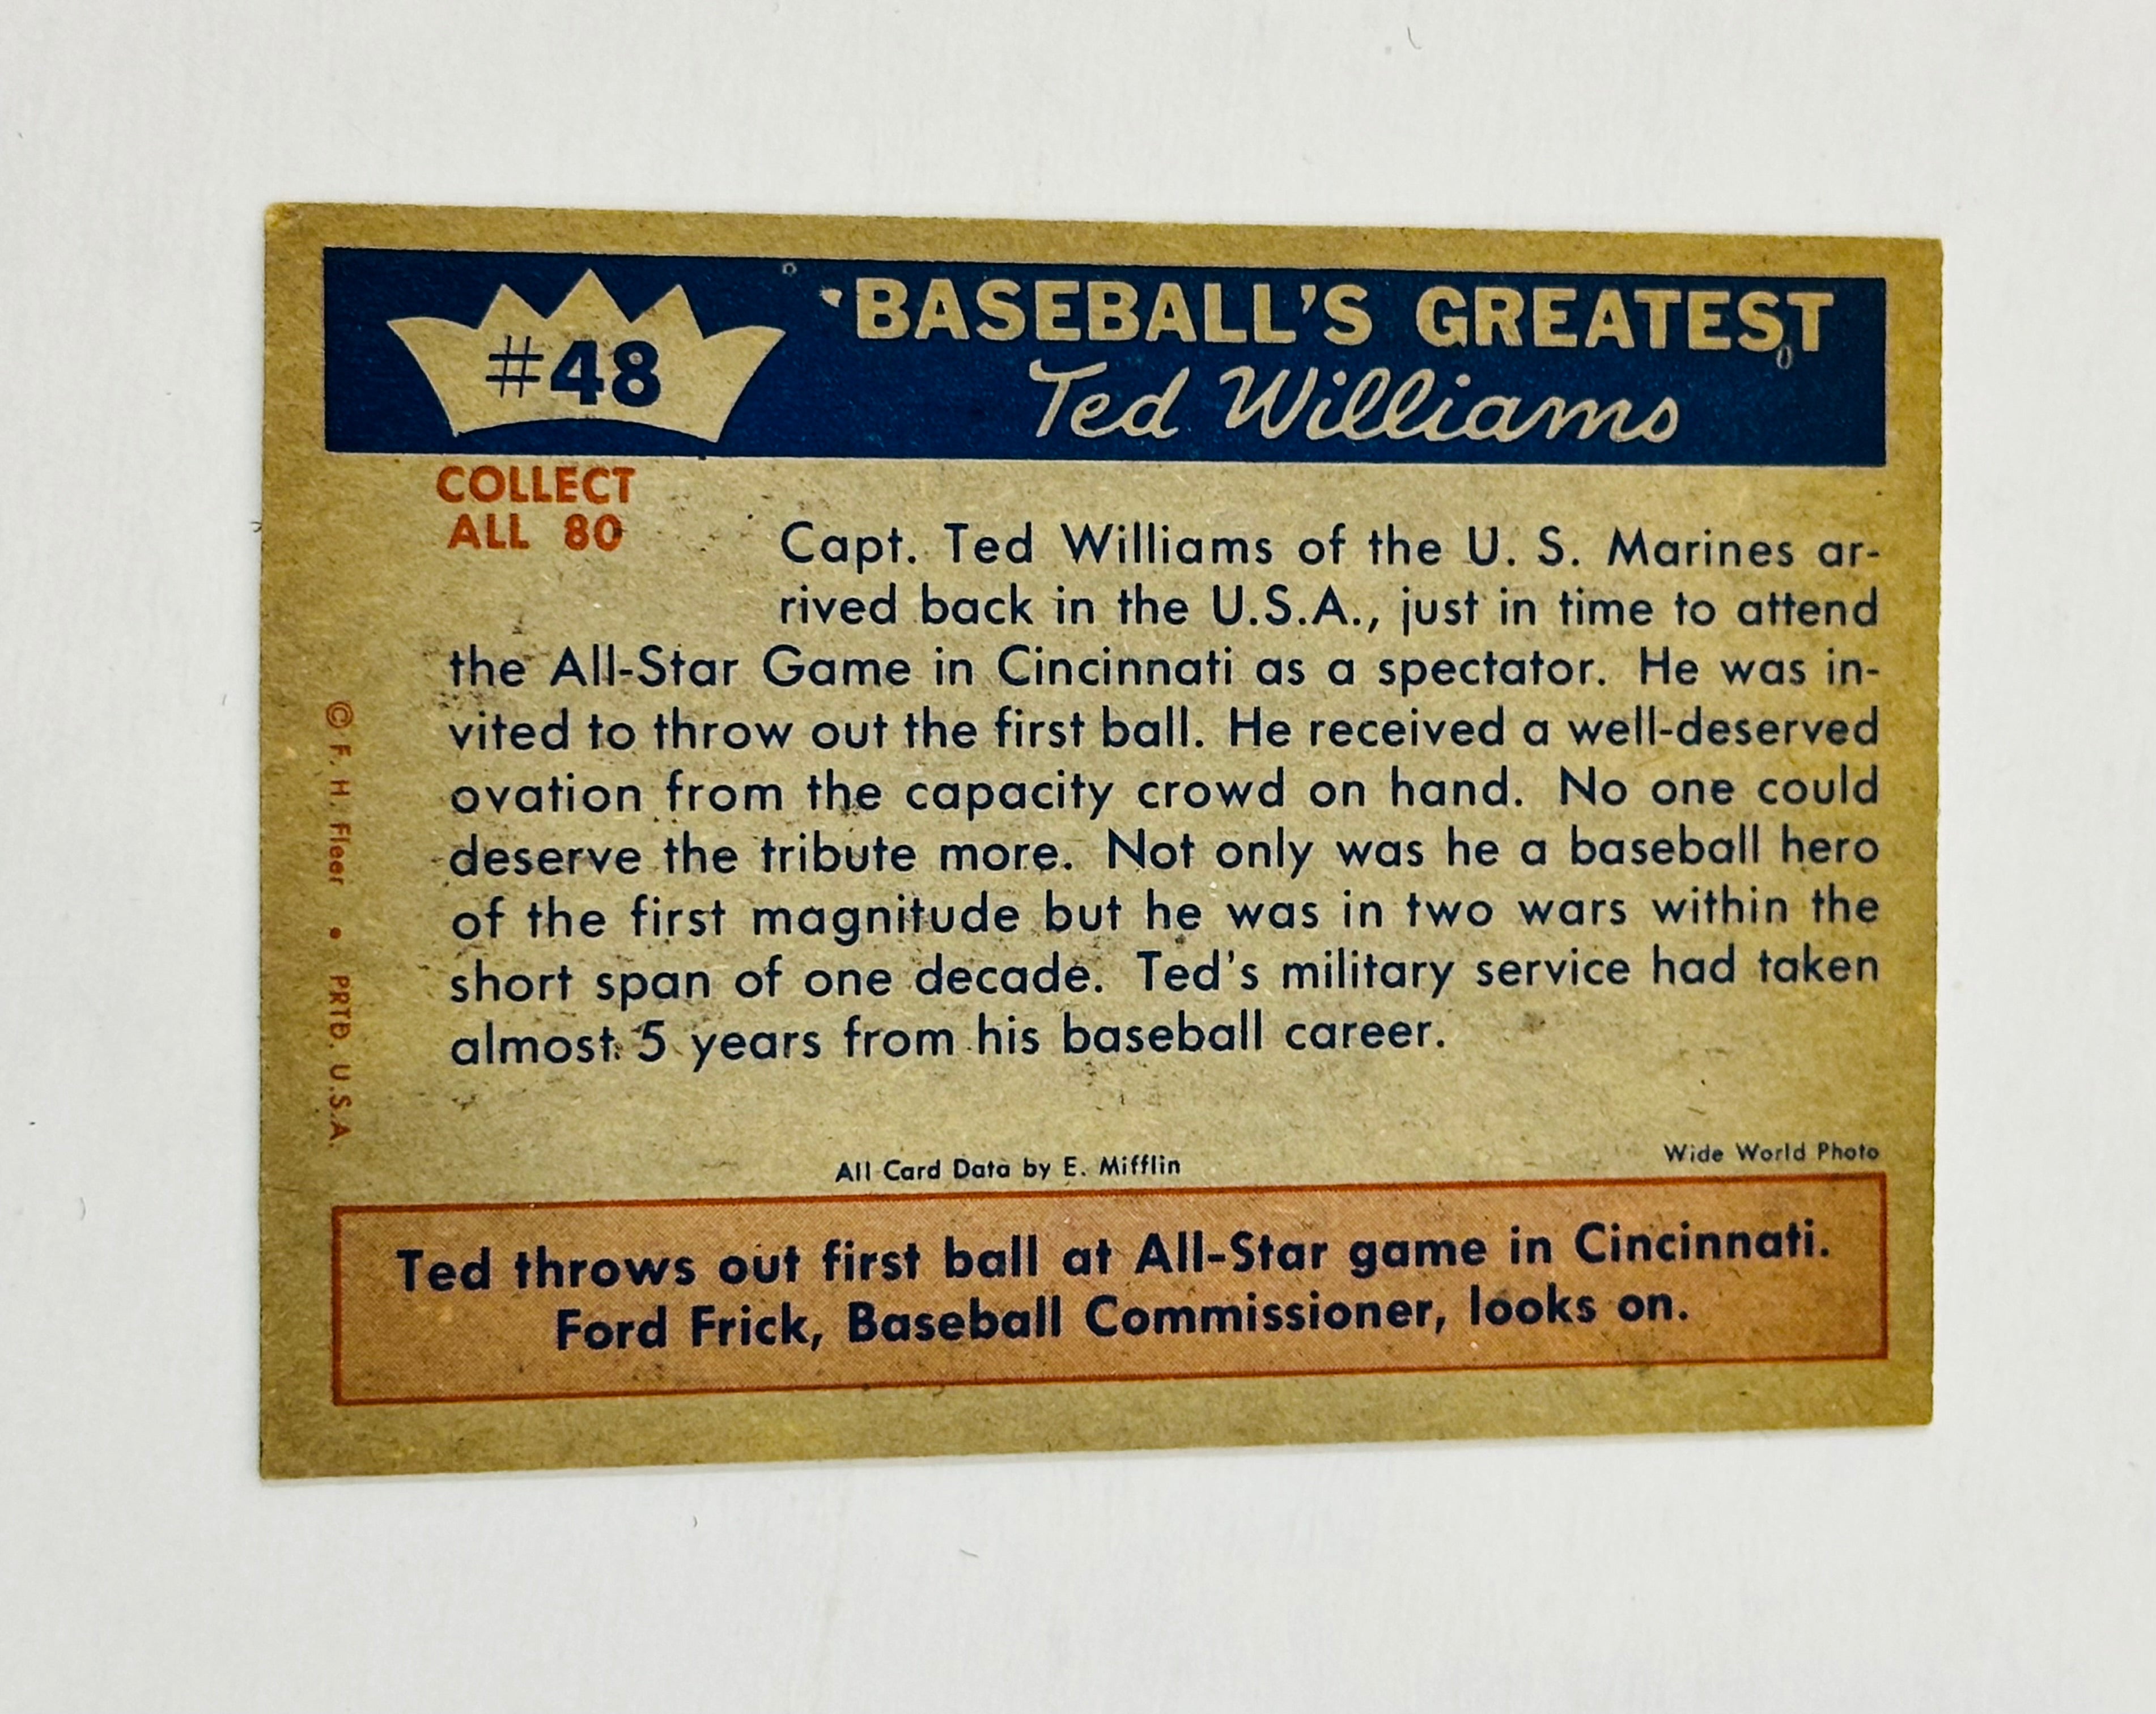 #48
BASEBALL'S GREATEST
Ted Williams
COLLECT
ALL 80
Capt. Ted Williams of the U. S. Marines ar-
rived back in the U.S.A., just in time to attend
the All-Star Game in Cincinnati as a spectator. He was in-
vited to throw out the first ball. He received a well-deserved
ovation from the capacity crowd on hand. No one could
deserve the tribute more. Not only was he a baseball hero
of the first magnitude but he was in two wars within the
short span of one decade. Ted's military service had taken
almost 5 years from his baseball career.
© F. H. Fleer • PRTD. U.S.A.
All Card Data by E. Mifflin
Wide World Photo
Ted throws out first ball at All-Star game in Cincinnati.
Ford Frick, Baseball Commissioner, looks on.